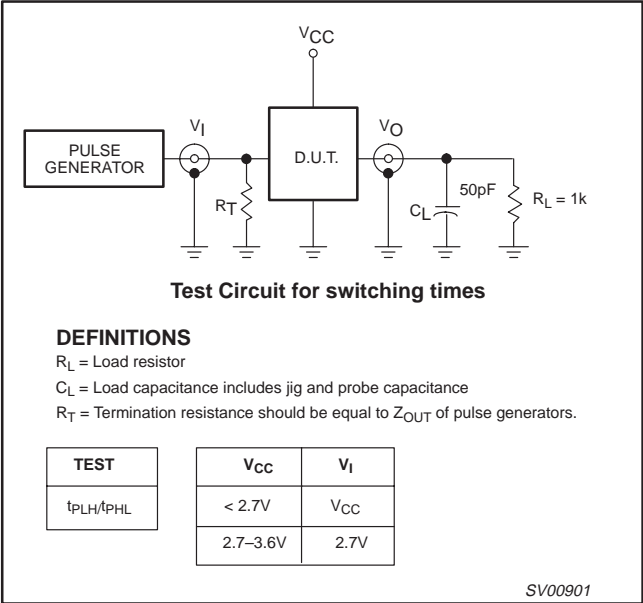 VCC
PULSE
GENERATOR
VI
RT
D.U.T.
VO
50pF
CL
RL = 1k
Test Circuit for switching times
DEFINITIONS
RL = Load resistor
CL = Load capacitance includes jig and probe capacitance
RT = Termination resistance should be equal to ZOUT of pulse generators.
TEST
tPLH/tPHL
VCC VI
< 2.7V VCC
2.7–3.6V 2.7V
SV00901